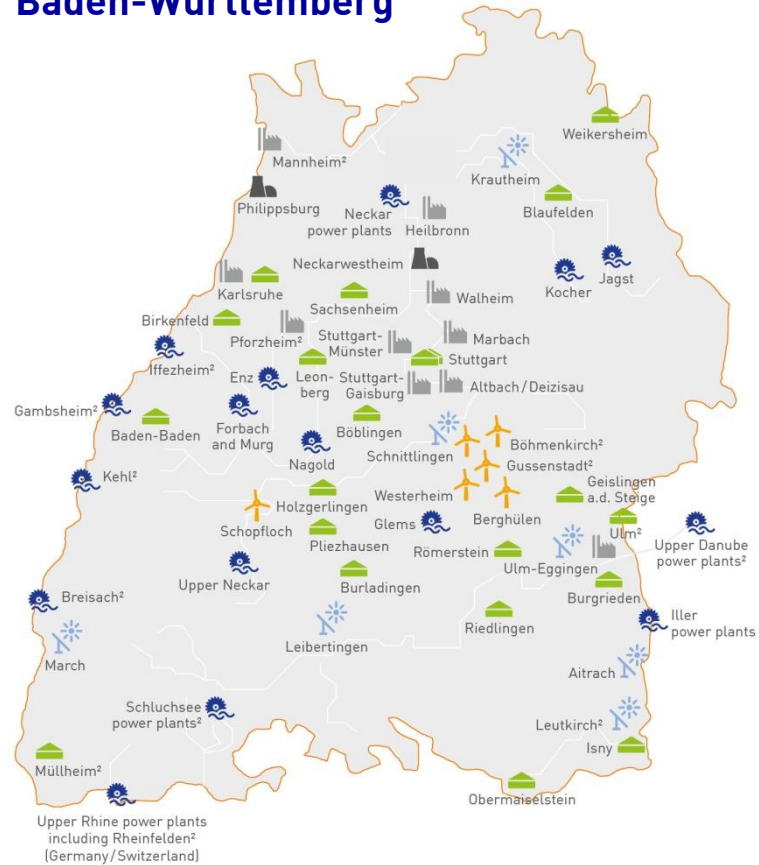 Baden-Württemberg
Weikersheim
Mannheim²
Krautheim
Philippsburg
Neckar
power plants
Heilbronn
Blaufelden
Neckarwestheim
Kocher
Jagst
Karlsruhe
Sachsenheim
Walheim
Birkenfeld
Pforzheim²
Stuttgart-
Münster
Marbach
Iffezheim²
Stuttgart
Enz
Leon-
berg
Stuttgart-
Gaisburg
Altbach/Deizisau
Gambsheim²
Baden-Baden
Forbach
and Murg
Böblingen
Nagold
Schnittlingen
Böhmenkirch²
Gussenstadt²
Kehl²
Holzgerlingen
Westerheim
Geislingen
a.d. Steige
Schopfloch
Glems
Berghülen
Ulm²
Pliezhausen
Römerstein
Ulm-Eggingen
Upper Danube
power plants²
Upper Neckar
Burladingen
Burgrieden
Breisach²
Riedlingen
Iller
power plants
March
Leibertingen
Aitrach
Schluchsee
power plants²
Leutkirch²
Isny
Müllheim²
Obermaiselstein
Upper Rhine power plants
including Rheinfelden²
(Germany/Switzerland)